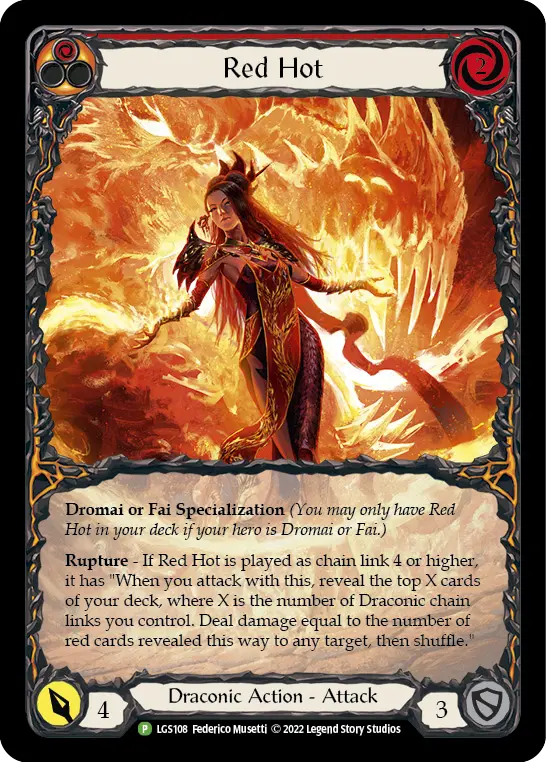 Red Hot
2
Dromai or Fai Specialization (You may only have Red
Hot in your deck if your hero is Dromai or Fai.)
Rupture - If Red Hot is played as chain link 4 or higher,
it has "When you attack with this, reveal the top X cards
of your deck, where X is the number of Draconic chain
links you control. Deal damage equal to the number of
red cards revealed this way to any target, then shuffle."
4
Draconic Action - Attack
3
P LGS108 Federico Musetti © 2022 Legend Story Studios